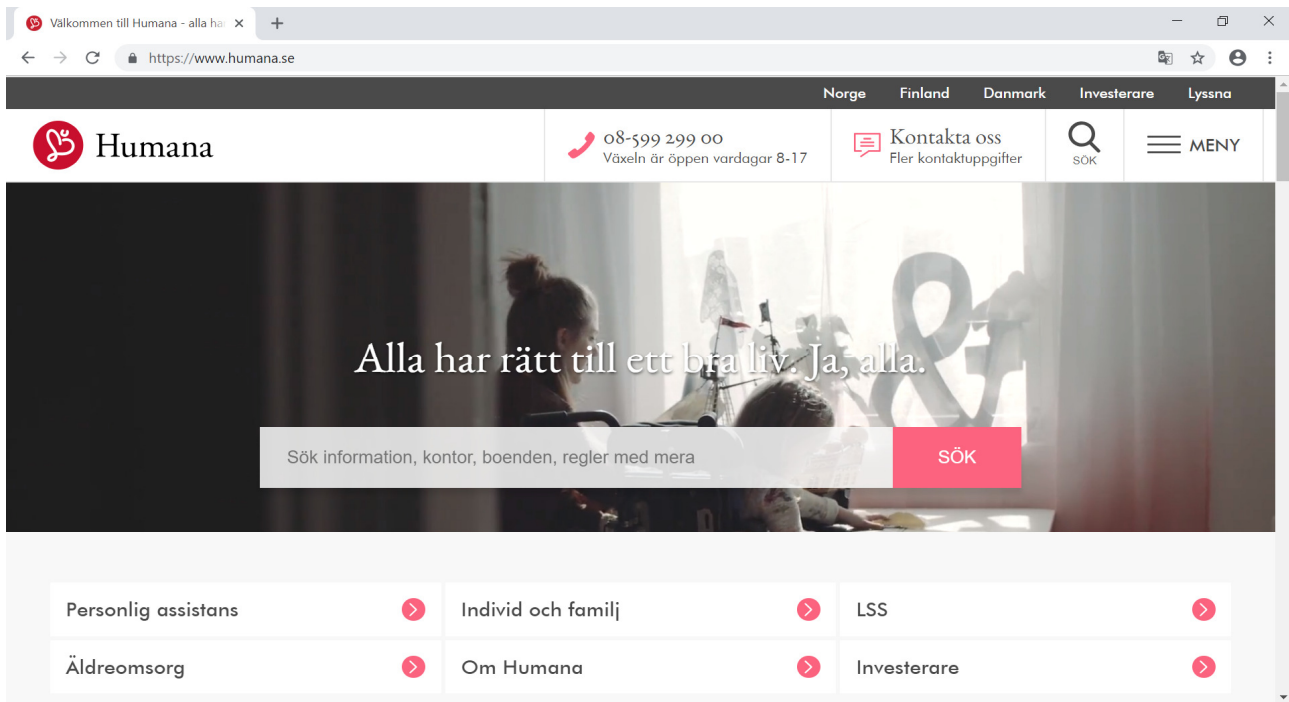 Välkommen till Humana - alla ha
https://www.humana.se
Norge Finland Danmark Investerare Lyssna
Humana
08-599 299 00
Växeln är öppen vardagar 8-17
Kontakta oss
Fler kontaktuppgifter
SÖK
MENY
&
Alla har rätt till ett bra liv. Ja, alla.
Sök information, kontor, boenden, regler med mera
SÖK
Personlig assistans
Individ och familj
LSS
Äldreomsorg
Om Humana
Investerare